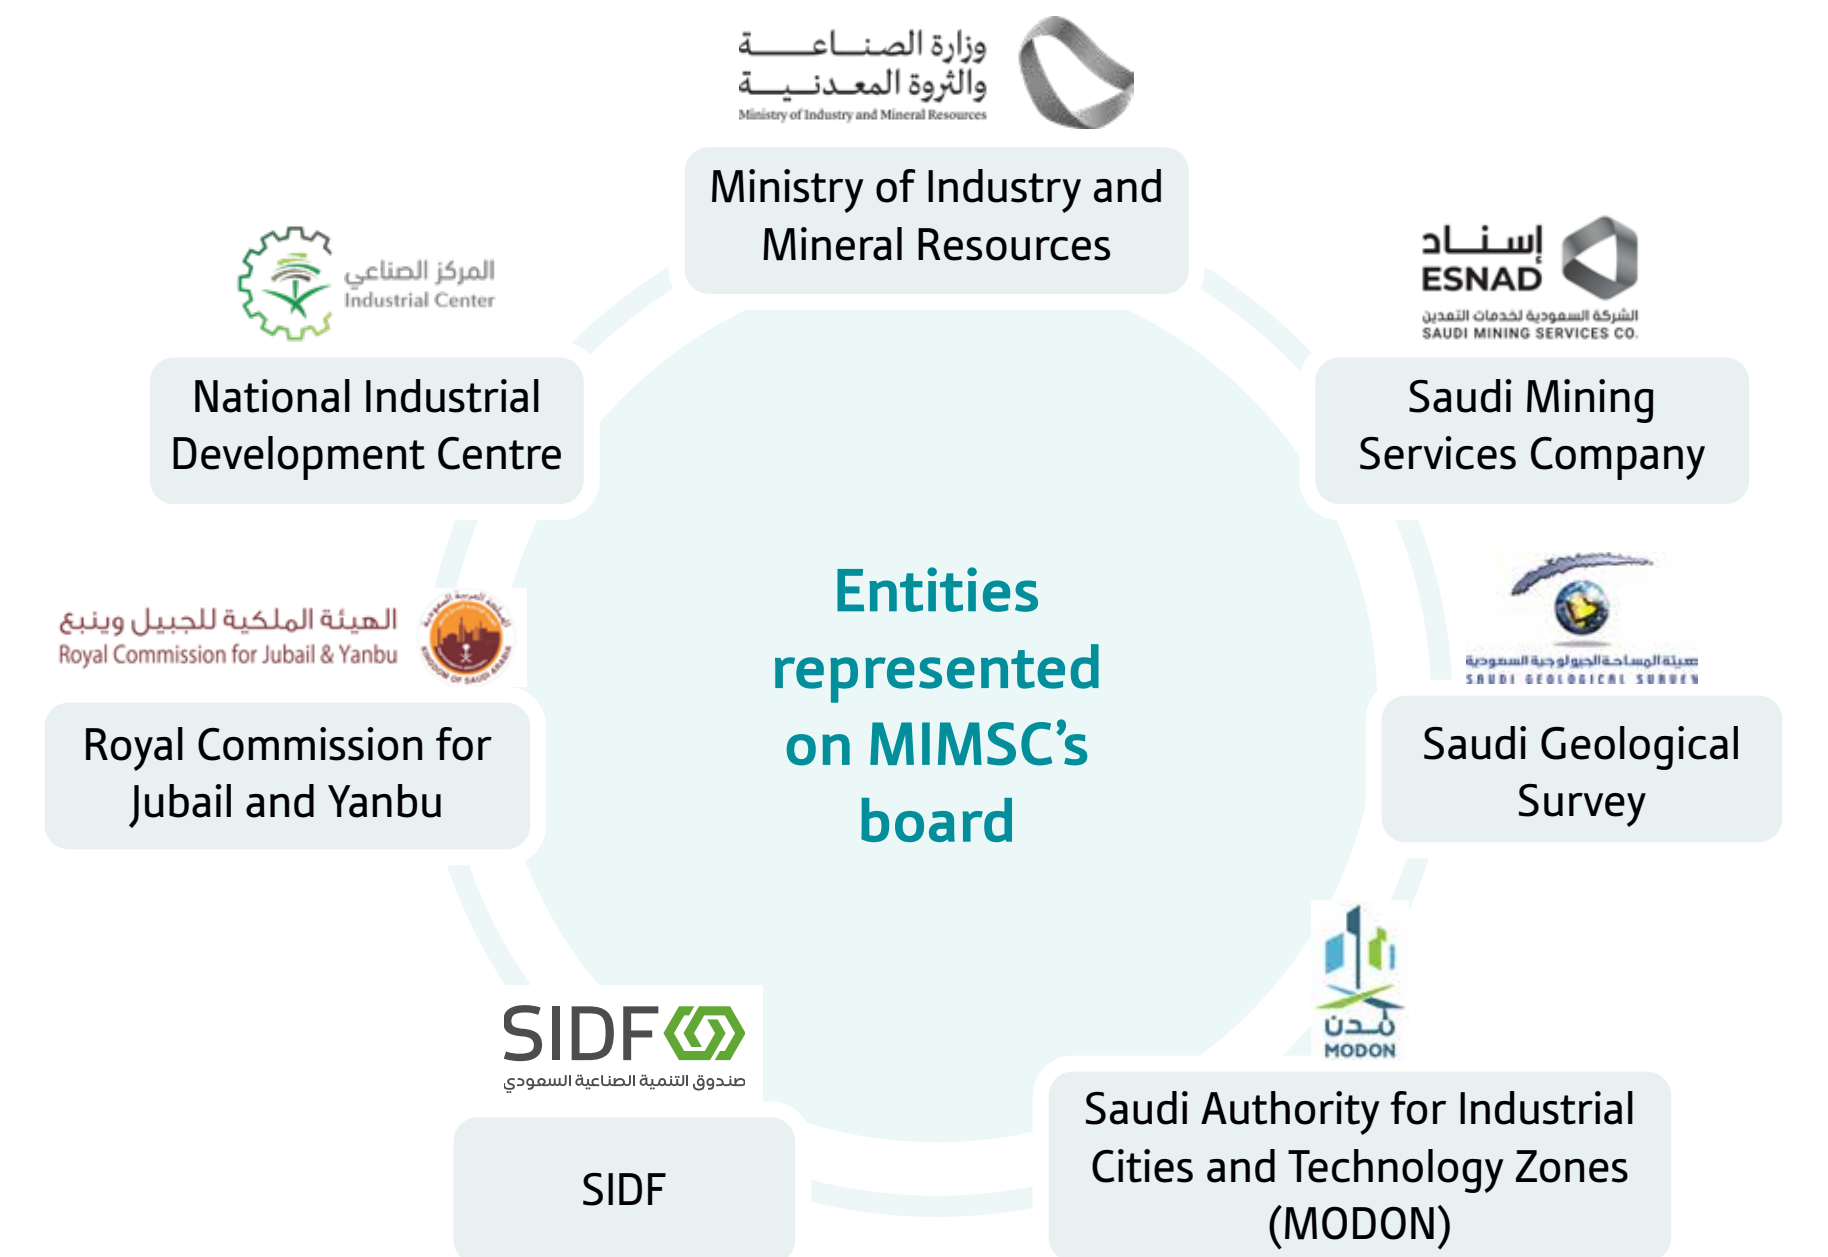 وزارة الصناعة
والثروة المعدنية
Ministry of Industry and Mineral Resources
Ministry of Industry and
Mineral Resources
المركز الصناعي
Industrial Center
National Industrial
Development Centre
إسناد
ESNAD
الشركة السعودية لخدمات التعدين
SAUDI MINING SERVICES CO.
Saudi Mining
Services Company
الهيئة الملكية للجبيل وينبع
Royal Commission for Jubail & Yanbu
KINGDOM OF SAUDI ARABIA
Royal Commission for
Jubail and Yanbu
Entities
represented
on MIMSC’s
board
هيئة المساحة الجيولوجية السعودية
SAUDI GEOLOGICAL SURVEY
Saudi Geological
Survey
SIDF
صندوق التنمية الصناعية السعودي
SIDF
مدن
MODON
Saudi Authority for Industrial
Cities and Technology Zones
(MODON)